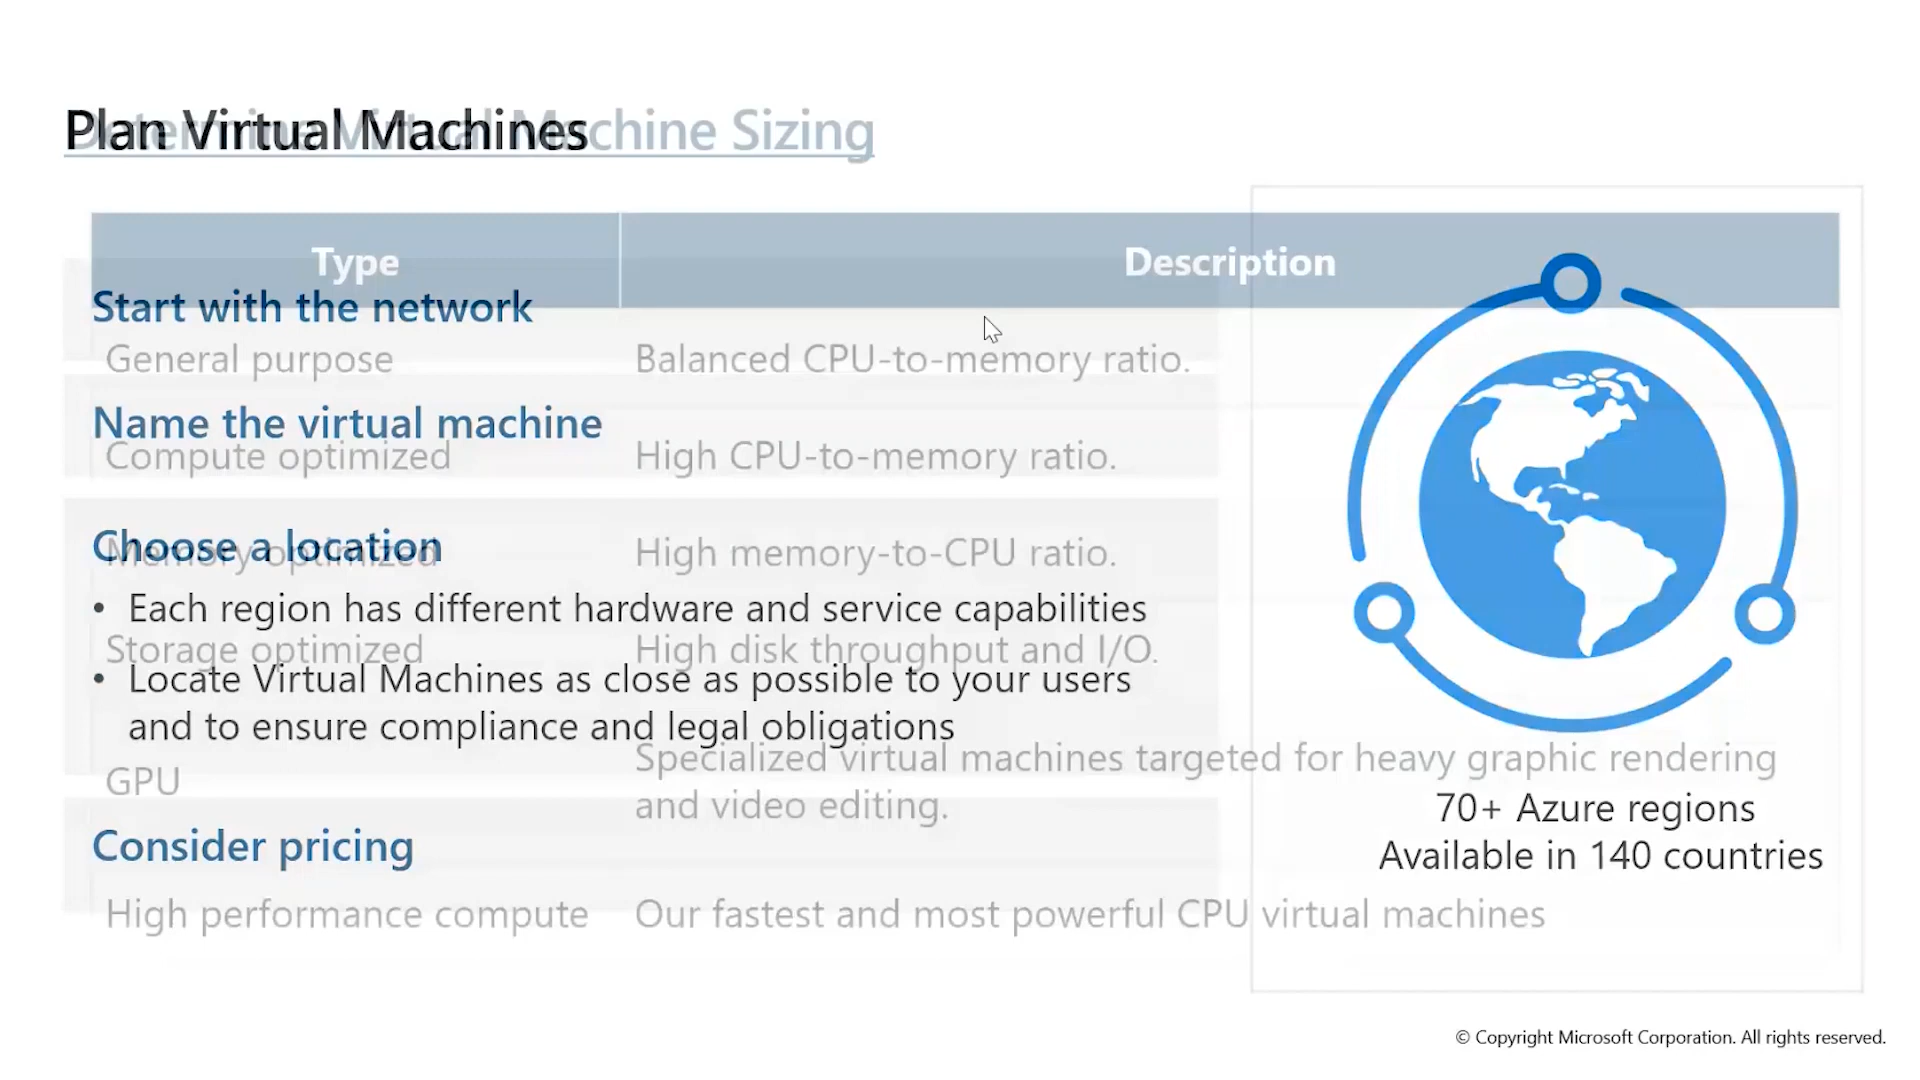 Plan Virtual Machines
Determine Virtual Machine Sizing
Start with the network
Name the virtual machine
Choose a location
• Each region has different hardware and service capabilities
• Locate Virtual Machines as close as possible to your users
and to ensure compliance and legal obligations
Consider pricing
70+ Azure regions
Available in 140 countries
Type Description
General purpose Balanced CPU-to-memory ratio.
Compute optimized High CPU-to-memory ratio.
Memory optimized High memory-to-CPU ratio.
Storage optimized High disk throughput and I/O.
GPU Specialized virtual machines targeted for heavy graphic rendering
and video editing.
High performance compute Our fastest and most powerful CPU virtual machines
© Copyright Microsoft Corporation. All rights reserved.